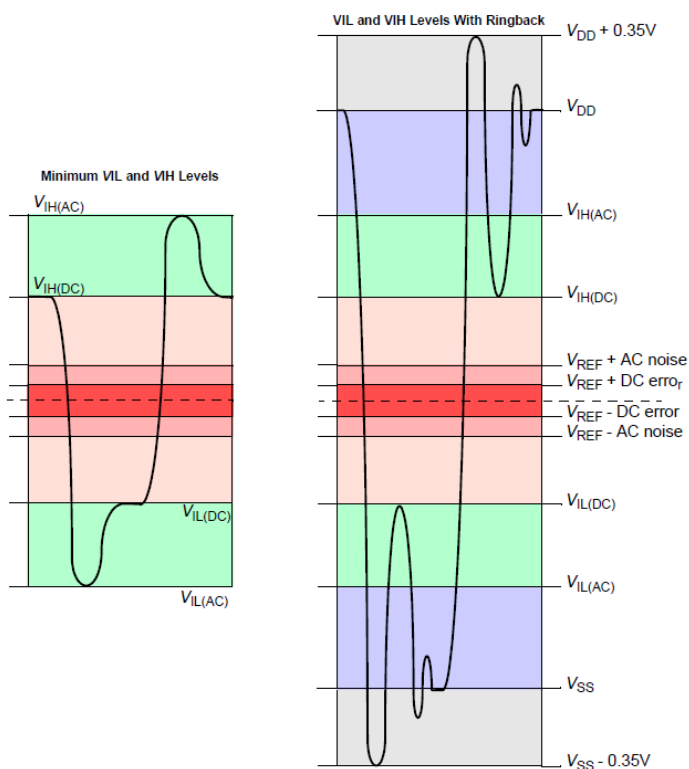 VIL and VIH Levels With Ringback
VDD + 0.35V
VDD
Minimum VIL and VIH Levels
VIH(AC)
VIH(AC)
VIH(DC)
VIH(DC)
VREF + AC noise
VREF + DC error
VREF - DC error
VREF - AC noise
VIL(DC)
VIL(DC)
VIL(AC)
VIL(AC)
VSS
VSS - 0.35V